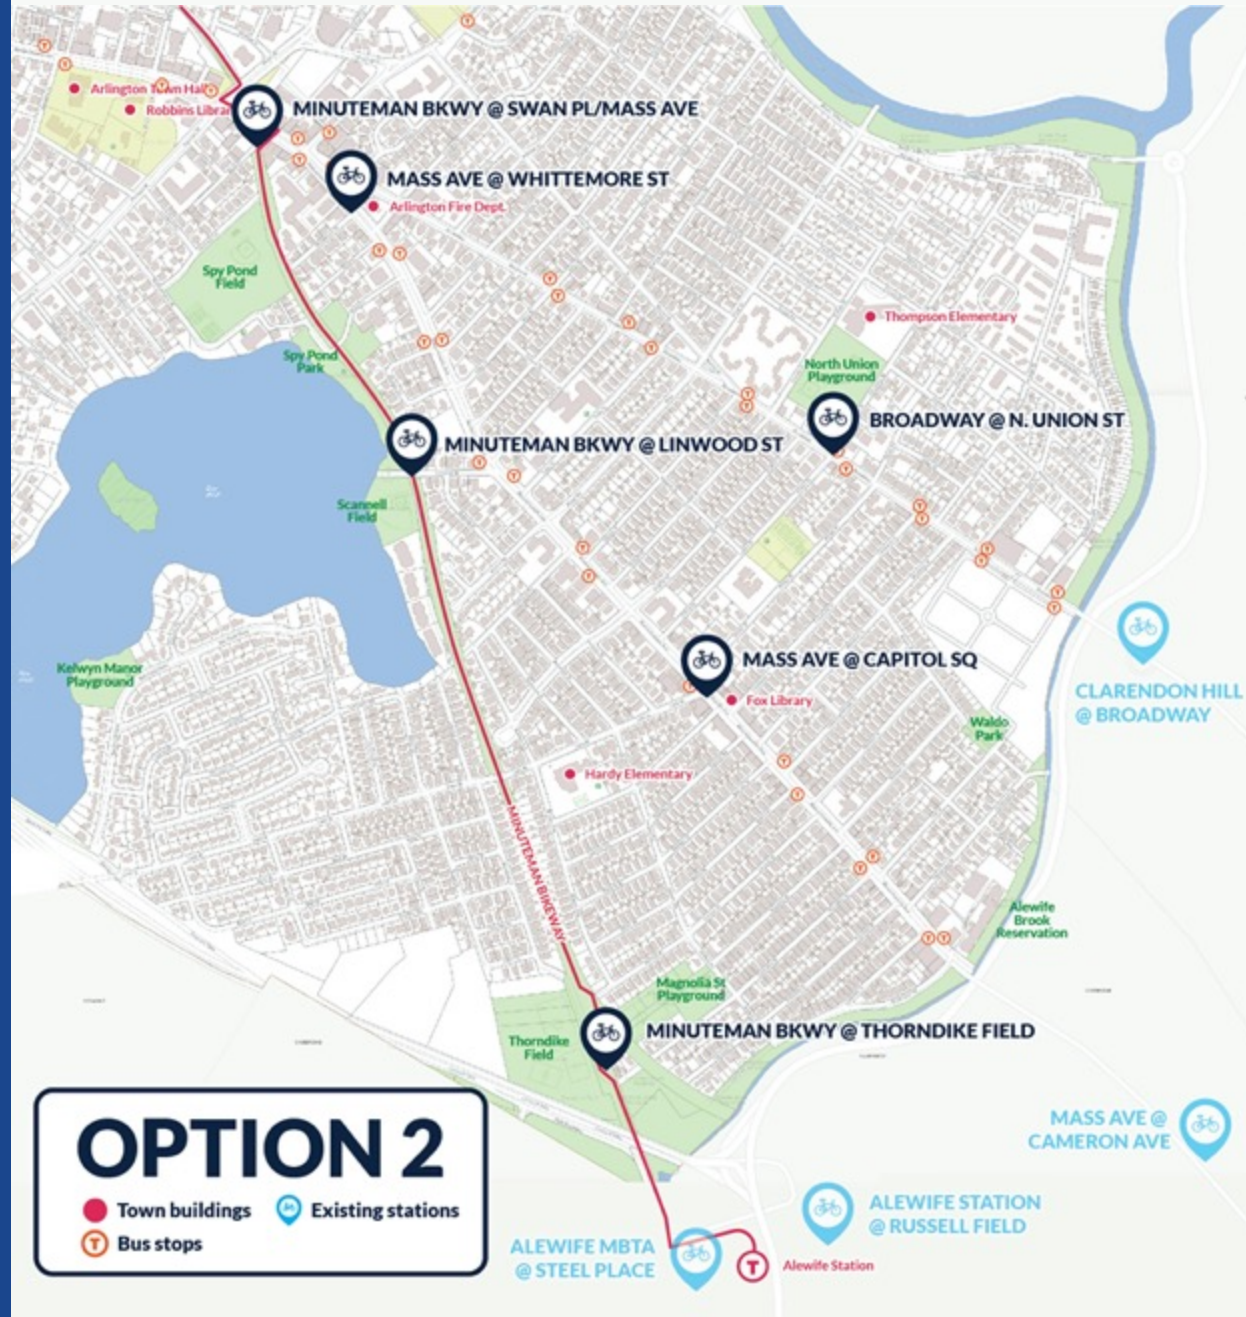 Arlington Town Hall
Robbins Librar
MINUTEMAN BKWY @ SWAN PL/MASS AVE
MASS AVE @ WHITTEMORE ST
Arlington Fire Dept.
Spy Pond
Field
Thompson Elementary
Spy Pond
Park
North Union
Playground
BROADWAY @ N. UNION ST
MINUTEMAN BKWY @ LINWOOD ST
Scannell
Field
Kelwyn Manor
Playground
MASS AVE @ CAPITOL SQ
Fox Library
CLARENDON HILL
@ BROADWAY
Waldo
Park
Hardy Elementary
MINUTEMAN BIKEWAY
Alewife
Brook
Reservation
Magnolia St
Playground
MINUTEMAN BKWY @ THORNDIKE FIELD
Thorndike
Field
OPTION 2
Town buildings
Existing stations
T Bus stops
MASS AVE @
CAMERON AVE
ALEWIFE STATION
@ RUSSELL FIELD
ALEWIFE MBTA
@ STEEL PLACE
T Alewife Station